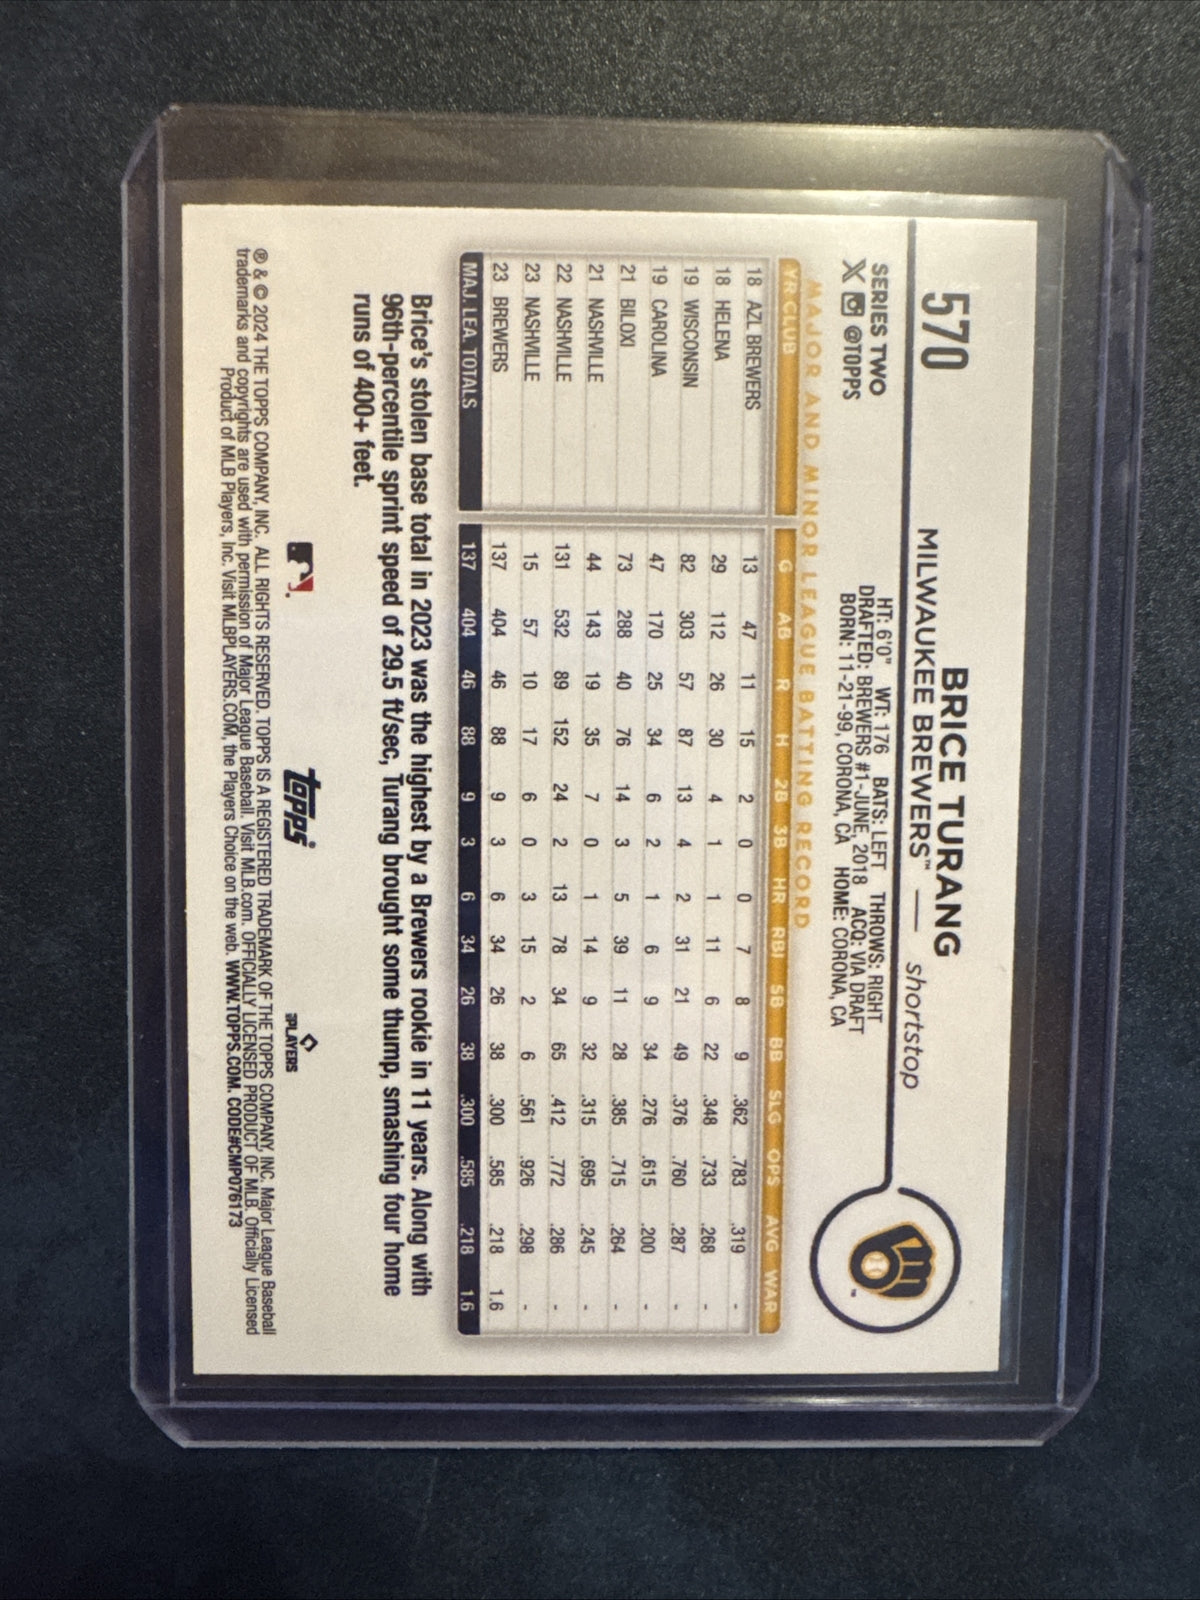 570
BRICE TURANG
MILWAUKEE BREWERS™ — shortstop
SERIES TWO
@TOPPS
HT: 6'0" WT: 176 BATS: LEFT THROWS: RIGHT
DRAFTED: BREWERS #1-JUNE, 2018 ACQ: VIA DRAFT
BORN: 11-21-99, CORONA, CA HOME: CORONA, CA
MAJOR AND MINOR LEAGUE BATTING RECORD
YR CLUB G AB R H 2B 3B HR RBI SB BB SLG OPS AVG WAR
18 AZL BREWERS 13 47 11 15 2 0 0 7 8 9 .362 .783 .319 -
18 HELENA 29 112 26 30 4 1 1 11 6 22 .348 .733 .268 -
19 WISCONSIN 82 303 57 87 13 4 2 31 21 49 .376 .760 .287 -
19 CAROLINA 47 170 25 34 6 2 1 6 9 34 .276 .615 .200 -
21 BILOXI 73 288 40 76 14 3 5 39 11 28 .385 .715 .264 -
21 NASHVILLE 44 143 19 35 7 0 1 14 9 32 .315 .695 .245 -
22 NASHVILLE 131 532 89 152 24 2 13 78 34 65 .412 .772 .286 -
23 NASHVILLE 15 57 10 17 6 0 3 15 2 6 .561 .926 .298 -
23 BREWERS 137 404 46 88 9 3 6 34 26 38 .300 .585 .218 1.6
MAJ. LEA. TOTALS 137 404 46 88 9 3 6 34 26 38 .300 .585 .218 1.6
Brice's stolen base total in 2023 was the highest by a Brewers rookie in 11 years. Along with
96th-percentile sprint speed of 29.5 ft/sec, Turang brought some thump, smashing four home
runs of 400+ feet.
topps®
PLAYERS
® & © 2024 THE TOPPS COMPANY, INC. ALL RIGHTS RESERVED. TOPPS IS A REGISTERED TRADEMARK OF THE TOPPS COMPANY, INC. Major League Baseball
trademarks and copyrights are used with permission of Major League Baseball. Visit MLB.com. OFFICIALLY LICENSED PRODUCT OF MLB. Officially Licensed
Product of MLB Players, Inc. Visit MLBPLAYERS.COM, the Players Choice on the web. WWW.TOPPS.COM. CODE#CMP076173